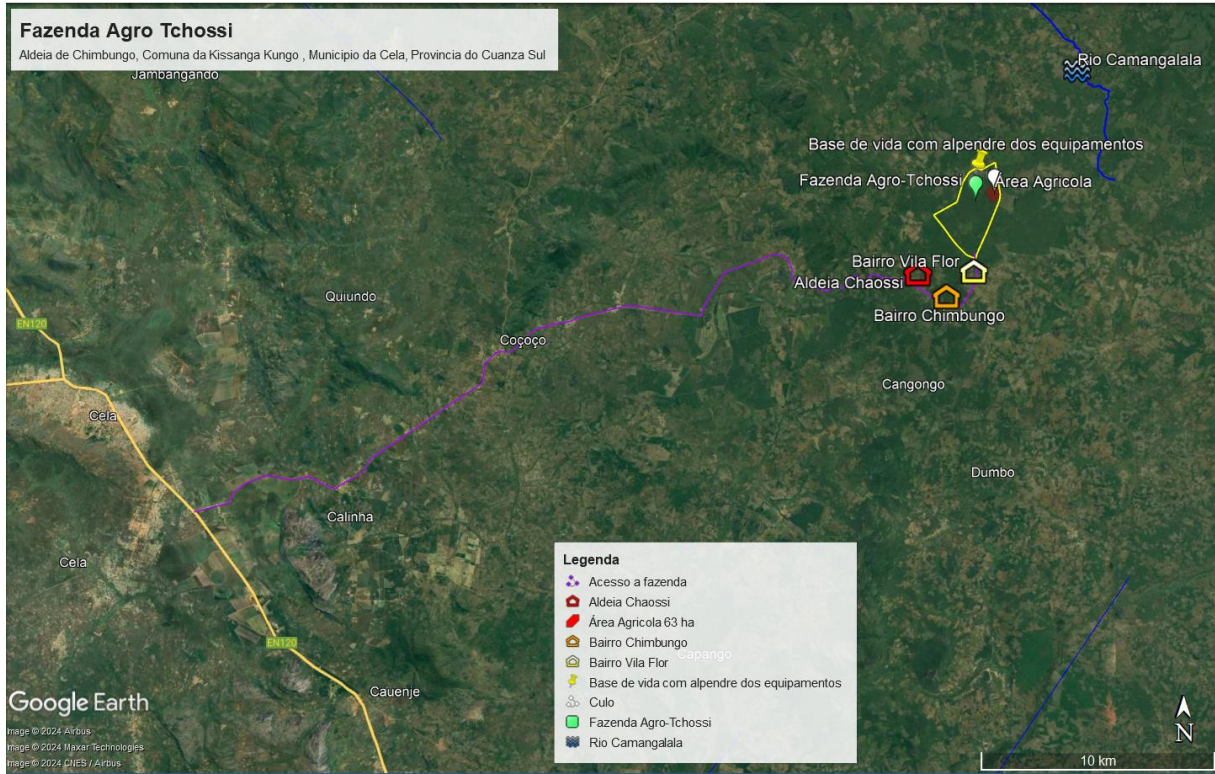 Fazenda Agro Tchossi
Aldeia de Chimbungo, Comuna da Kissanga Kungo , Municipio da Cela, Provincia do Cuanza Sul
Jambangando
Rio Camangalala
Base de vida com alpendre dos equipamentos
Fazenda Agro-Tchossi
Área Agricola
Bairro Vila Flor
Aldeia Chaossi
Bairro Chimbungo
Quiundo
EN120
Coçoço
Cangongo
Cela
Dumbo
Calinha
Cela
EN120
Cauenje
Legenda
Acesso a fazenda
Aldeia Chaossi
Área Agricola 63 ha
Bairro Chimbungo
Bairro Vila Flor
Capango
Base de vida com alpendre dos equipamentos
Culo
Fazenda Agro-Tchossi
Rio Camangalala
Google Earth
Image © 2024 Airbus
Image © 2024 Maxar Technologies
Image © 2024 CNES / Airbus
N
10 km